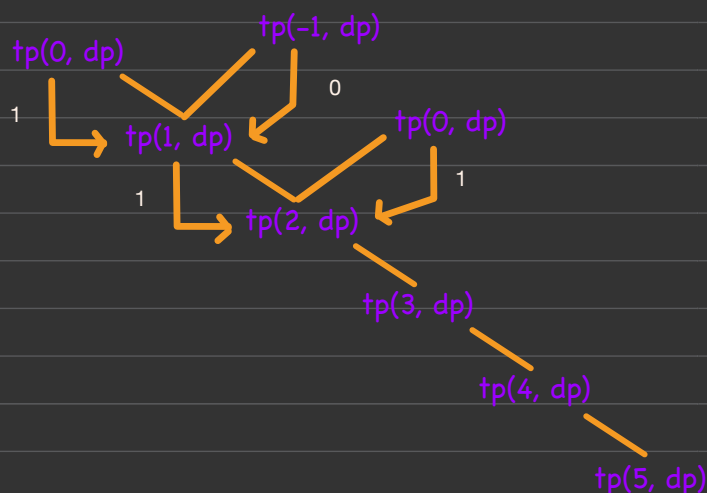 tp(-1, dp)
tp(0, dp)
0
1
tp(1, dp)
tp(0, dp)
1
1
tp(2, dp)
tp(3, dp)
tp(4, dp)
tp(5, dp)